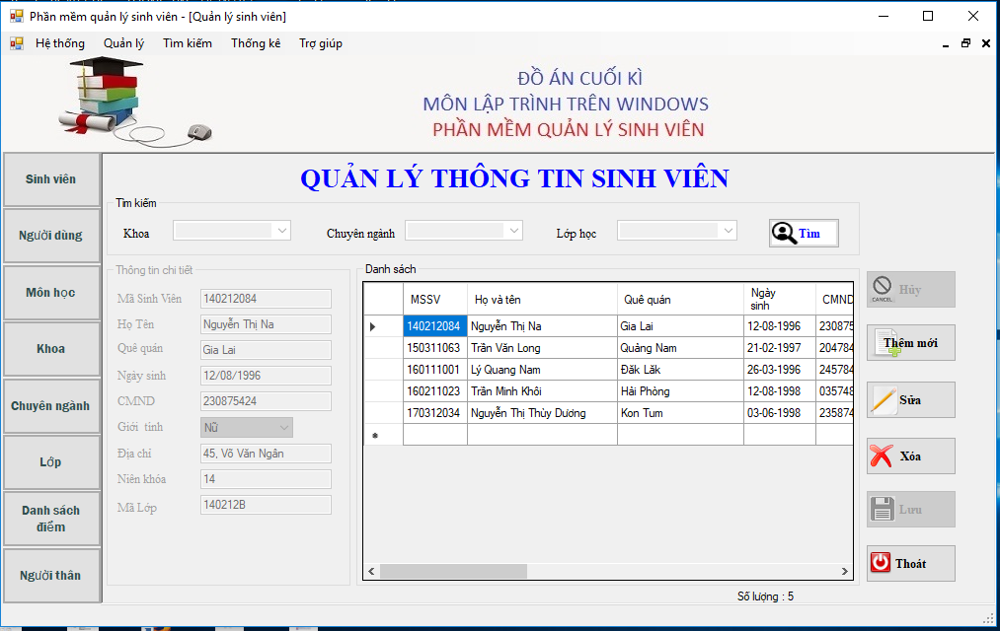 Phần mềm quản lý sinh viên - [Quản lý sinh viên]
Hệ thống Quản lý Tìm kiếm Thống kê Trợ giúp
ĐỒ ÁN CUỐI KÌ
MÔN LẬP TRÌNH TRÊN WINDOWS
PHẦN MỀM QUẢN LÝ SINH VIÊN
Sinh viên
Người dùng
Môn học
Khoa
Chuyên ngành
Lớp
Danh sách
điểm
Người thân
QUẢN LÝ THÔNG TIN SINH VIÊN
Tìm kiếm
Khoa Chuyên ngành Lớp học Tìm
Thông tin chi tiết
Mã Sinh Viên 140212084
Họ Tên Nguyễn Thị Na
Quê quán Gia Lai
Ngày sinh 12/08/1996
CMND 230875424
Giới tính Nữ
Địa chỉ 45, Võ Văn Ngân
Niên khóa 14
Mã Lớp 140212B
Danh sách
MSSV Họ và tên Quê quán Ngày sinh CMND
140212084 Nguyễn Thị Na Gia Lai 12-08-1996 230875
150311063 Trần Văn Long Quảng Nam 21-02-1997 204784
160111001 Lý Quang Nam Đăk Lăk 26-03-1996 245784
160211023 Trần Minh Khôi Hải Phòng 12-08-1998 035748
170312034 Nguyễn Thị Thùy Dương Kon Tum 03-06-1998 235874
Số lượng : 5
CANCEL Hủy
Thêm mới
Sửa
Xóa
Lưu
Thoát